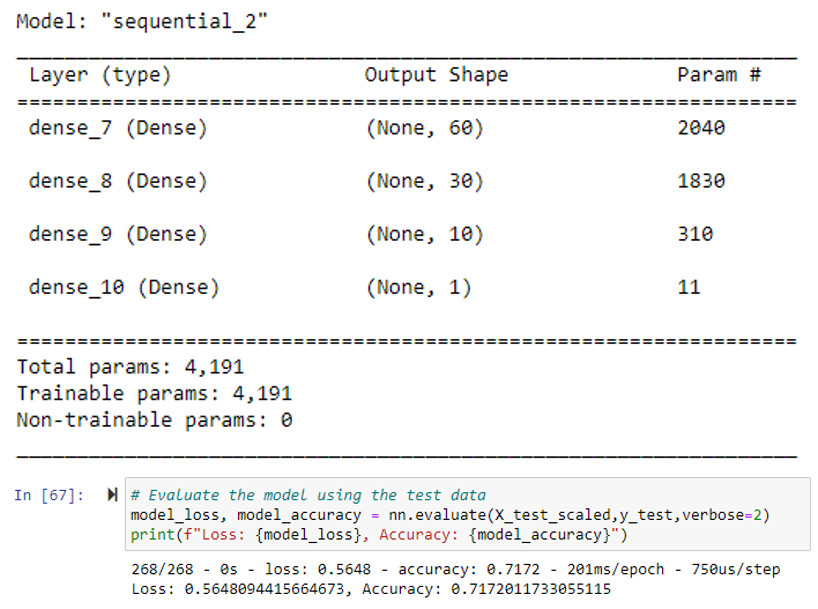 Model: "sequential_2"
Layer (type) Output Shape Param #
=================================================================
dense_7 (Dense) (None, 60) 2040
dense_8 (Dense) (None, 30) 1830
dense_9 (Dense) (None, 10) 310
dense_10 (Dense) (None, 1) 11
=================================================================
Total params: 4,191
Trainable params: 4,191
Non-trainable params: 0
In [67]: # Evaluate the model using the test data
model_loss, model_accuracy = nn.evaluate(X_test_scaled,y_test,verbose=2)
print(f"Loss: {model_loss}, Accuracy: {model_accuracy}")
268/268 - 0s - loss: 0.5648 - accuracy: 0.7172 - 201ms/epoch - 750us/step
Loss: 0.5648094415664673, Accuracy: 0.7172011733055115